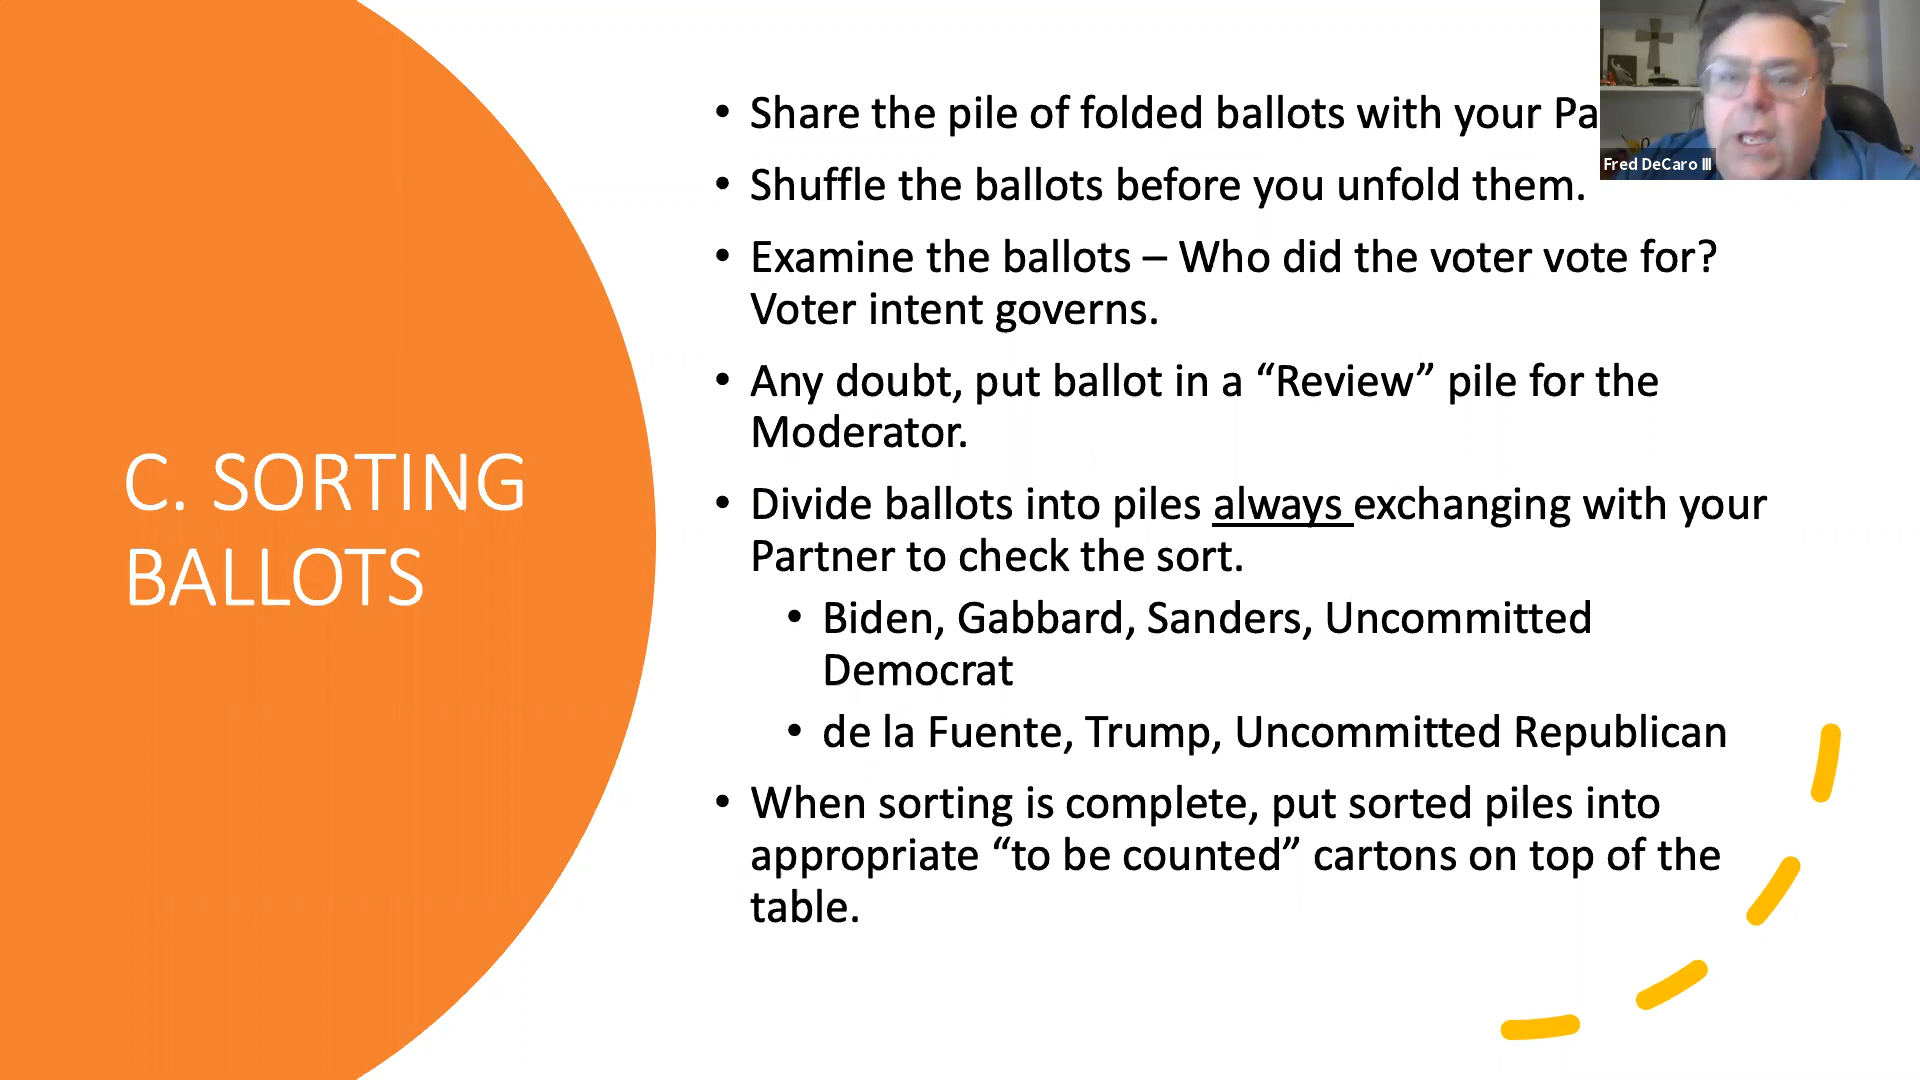 C. SORTING
BALLOTS
• Share the pile of folded ballots with your Pa
• Shuffle the ballots before you unfold them.
• Examine the ballots – Who did the voter vote for?
Voter intent governs.
• Any doubt, put ballot in a “Review” pile for the
Moderator.
• Divide ballots into piles always exchanging with your
Partner to check the sort.
• Biden, Gabbard, Sanders, Uncommitted
Democrat
• de la Fuente, Trump, Uncommitted Republican
• When sorting is complete, put sorted piles into
appropriate “to be counted” cartons on top of the
table.
Fred DeCaro III